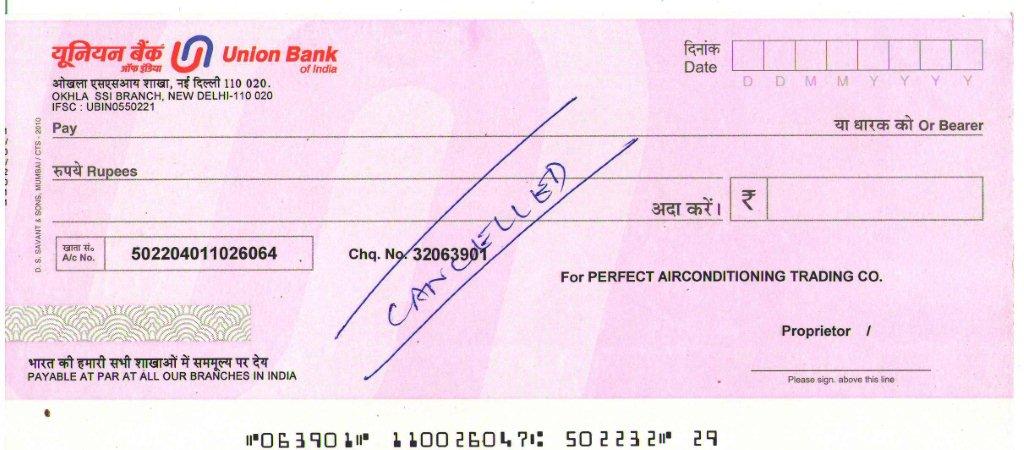 यूनियन बैंक Union Bank
ऑफ इंडिया of India
ओखला एसएसआय शाखा, नई दिल्ली 110 020.
OKHLA SSI BRANCH, NEW DELHI-110 020
IFSC : UBIN0550221
दिनांक
Date
D D M M Y Y Y Y
Pay या धारक को Or Bearer
रुपये Rupees
अदा करें। ₹
खाता सं.
A/c No. 502204011026064 Chq. No. 32063901
CANCELLED
For PERFECT AIRCONDITIONING TRADING CO.
Proprietor /
Please sign. above this line
भारत की हमारी सभी शाखाओं में सममूल्य पर देय
PAYABLE AT PAR AT ALL OUR BRANCHES IN INDIA
D. S. SAVANT & SONS, MUMBAI / CTS - 2010
⑈063901⑈ 110026047⑆ 502232⑈ 29